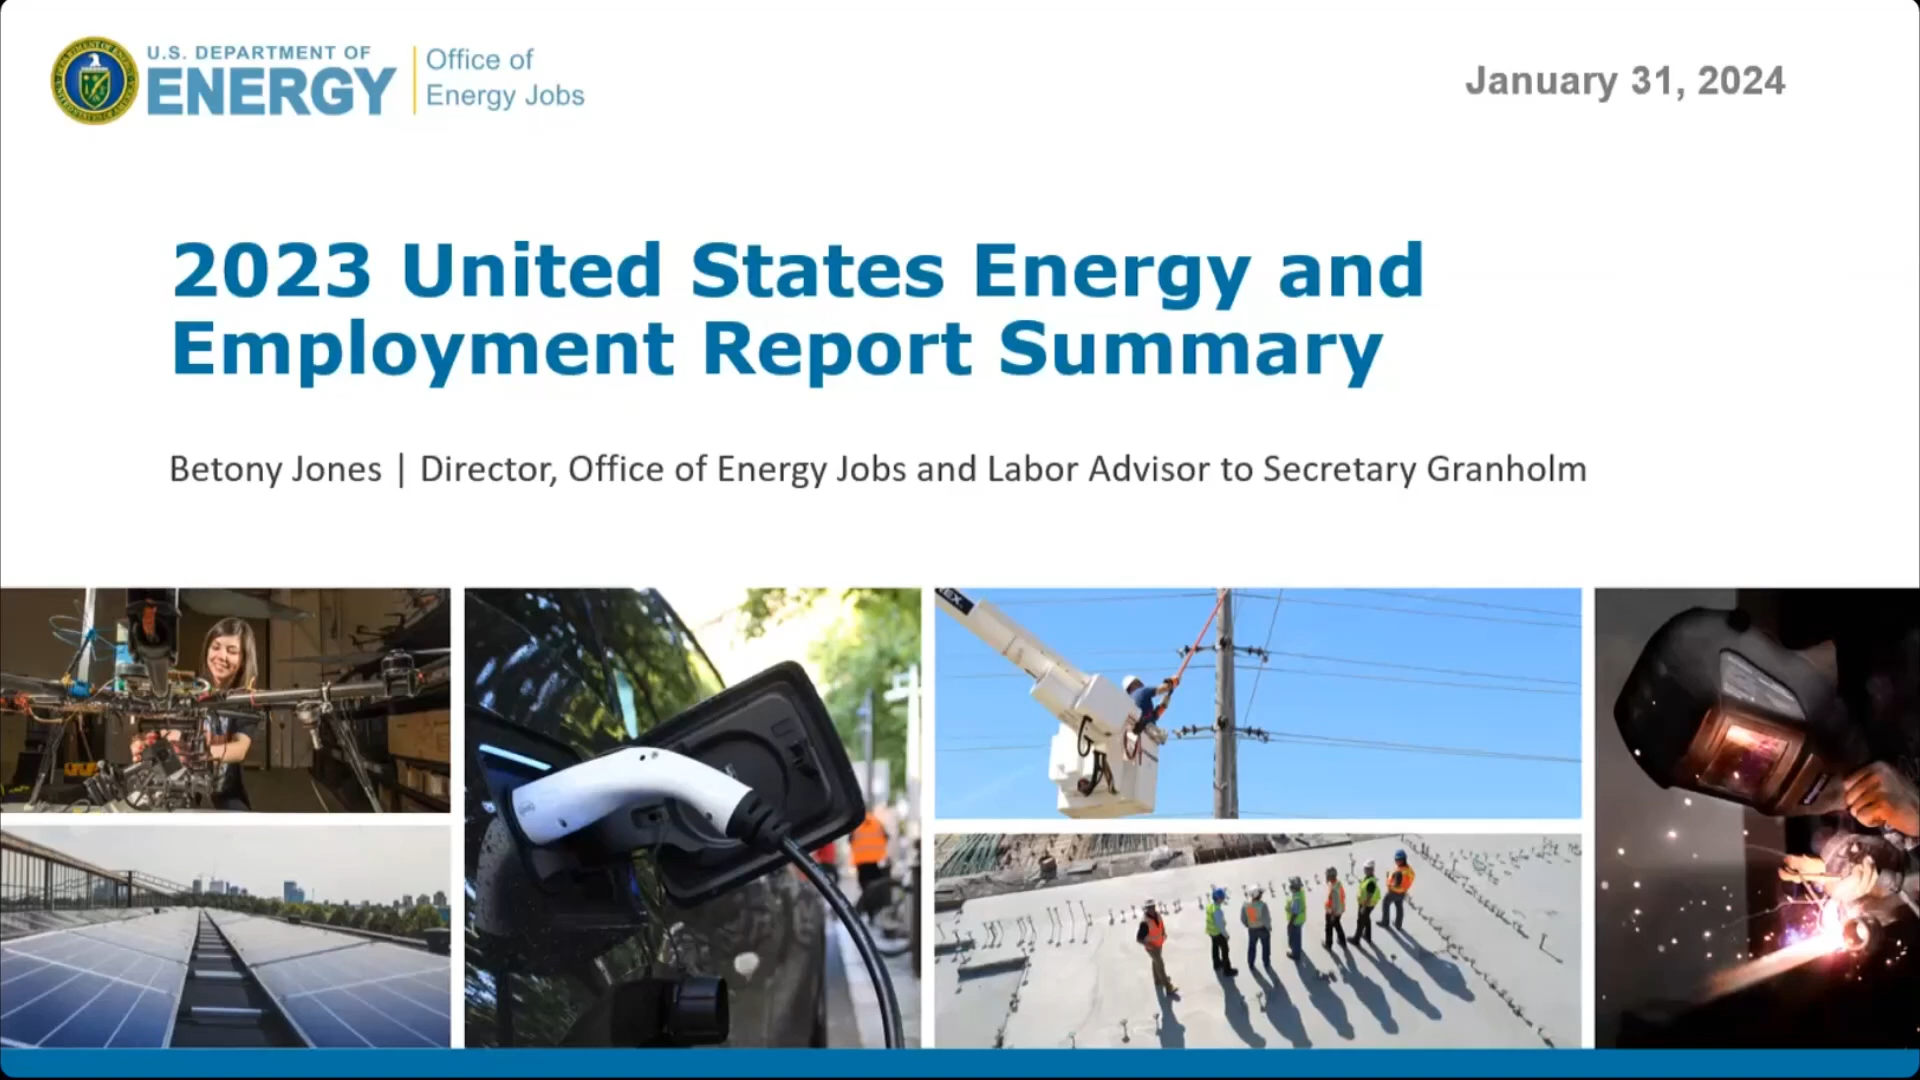 U.S. DEPARTMENT OF
ENERGY
Office of
Energy Jobs
January 31, 2024
2023 United States Energy and
Employment Report Summary
Betony Jones | Director, Office of Energy Jobs and Labor Advisor to Secretary Granholm